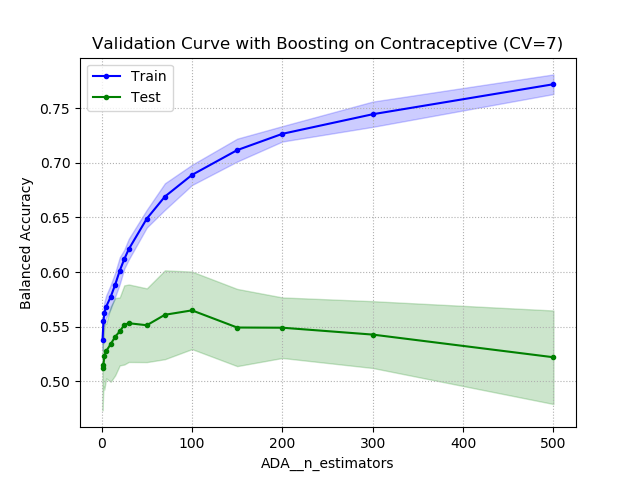 Validation Curve with Boosting on Contraceptive (CV=7)
Train
Test
Balanced Accuracy
0.75
0.70
0.65
0.60
0.55
0.50
0 100 200 300 400 500
ADA__n_estimators